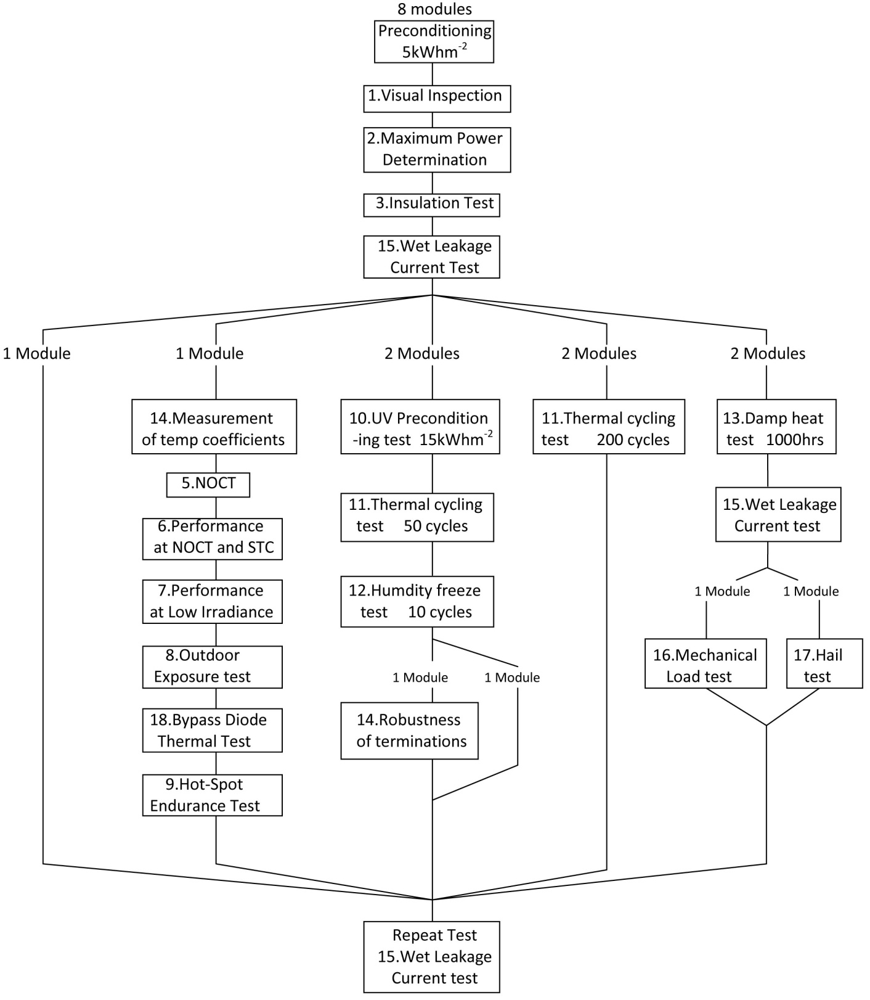 8 modules
Preconditioning
5kWhm-2
1.Visual Inspection
2.Maximum Power
Determination
3.Insulation Test
15.Wet Leakage
Current Test
1 Module
1 Module
2 Modules
2 Modules
2 Modules
14.Measurement
of temp coefficients
5.NOCT
6.Performance
at NOCT and STC
7.Performance
at Low Irradiance
8.Outdoor
Exposure test
18.Bypass Diode
Thermal Test
9.Hot-Spot
Endurance Test
10.UV Precondition
-ing test 15kWhm-2
11.Thermal cycling
test 50 cycles
12.Humdity freeze
test 10 cycles
1 Module
1 Module
14.Robustness
of terminations
11.Thermal cycling
test 200 cycles
13.Damp heat
test 1000hrs
15.Wet Leakage
Current test
1 Module
1 Module
16.Mechanical
Load test
17.Hail
test
Repeat Test
15.Wet Leakage
Current test